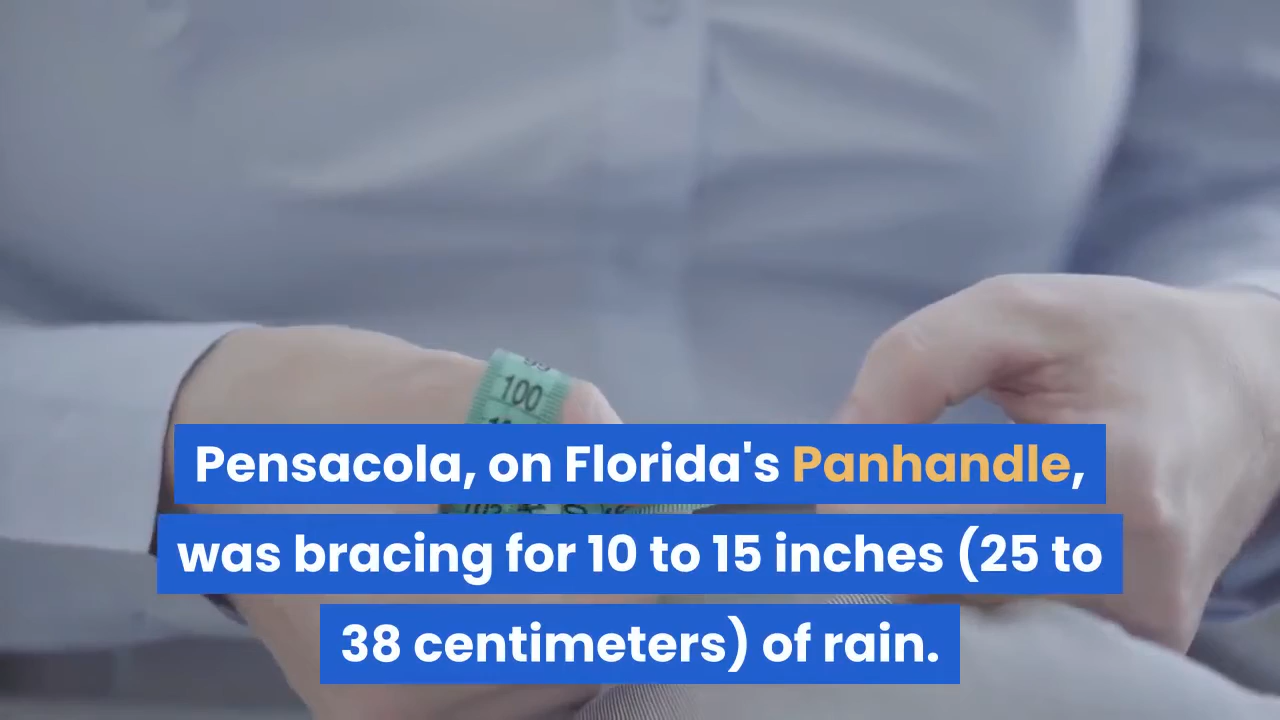 100
Pensacola, on Florida's Panhandle,
was bracing for 10 to 15 inches (25 to
38 centimeters) of rain.